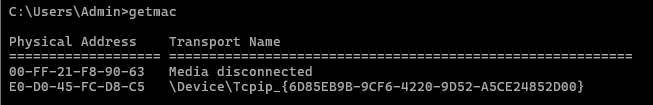 C:\Users\Admin>getmac
Physical Address    Transport Name
=================== ==========================================================
00-FF-21-F8-90-63   Media disconnected
E0-D0-45-FC-D8-C5   \Device\Tcpip_{6D85EB9B-9CF6-4220-9D52-A5CE24852D00}